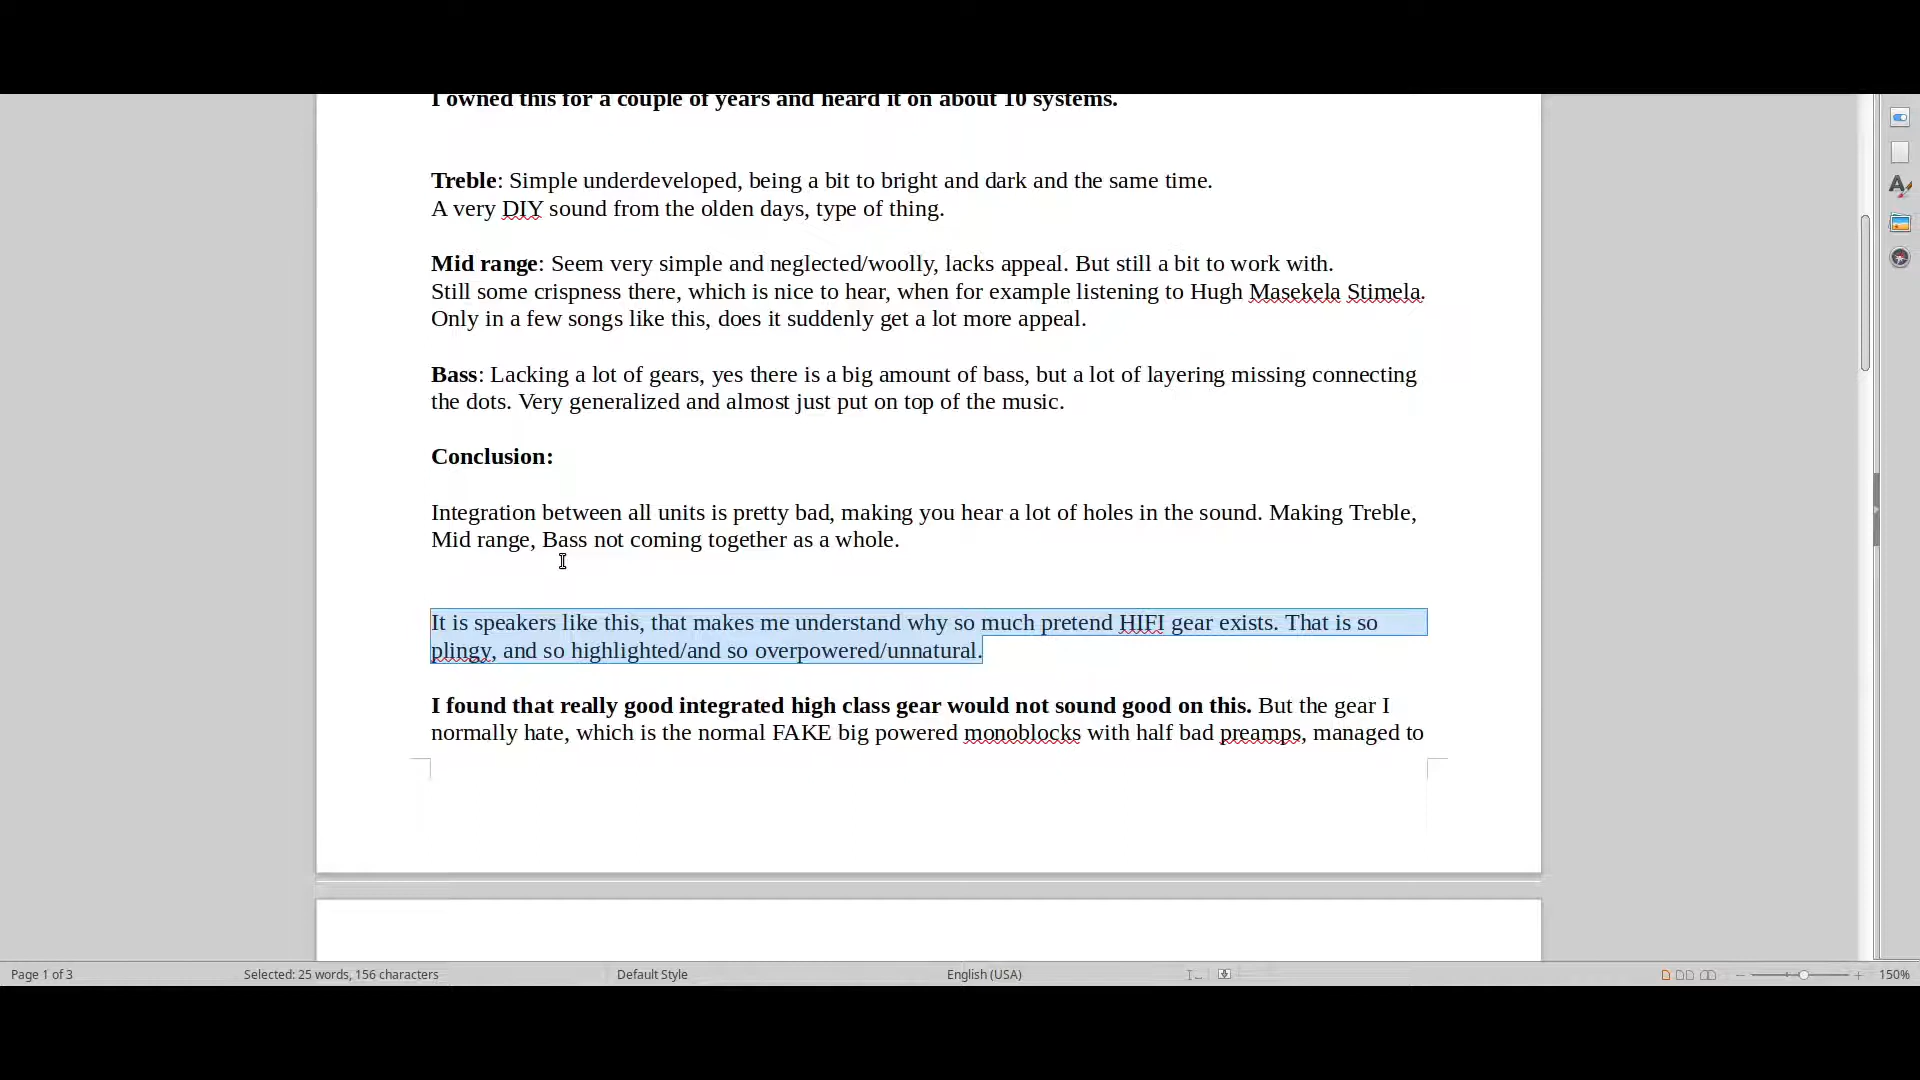 I owned this for a couple of years and heard it on about 10 systems.
Treble: Simple underdeveloped, being a bit to bright and dark and the same time.
A very DIY sound from the olden days, type of thing.
Mid range: Seem very simple and neglected/woolly, lacks appeal. But still a bit to work with.
Still some crispness there, which is nice to hear, when for example listening to Hugh Masekela Stimela.
Only in a few songs like this, does it suddenly get a lot more appeal.
Bass: Lacking a lot of gears, yes there is a big amount of bass, but a lot of layering missing connecting
the dots. Very generalized and almost just put on top of the music.
Conclusion:
Integration between all units is pretty bad, making you hear a lot of holes in the sound. Making Treble,
Mid range, Bass not coming together as a whole.
It is speakers like this, that makes me understand why so much pretend HIFI gear exists. That is so
plingy, and so highlighted/and so overpowered/unnatural.
I found that really good integrated high class gear would not sound good on this. But the gear I
normally hate, which is the normal FAKE big powered monoblocks with half bad preamps, managed to
Page 1 of 3 Selected: 25 words, 156 characters Default Style English (USA) 150%